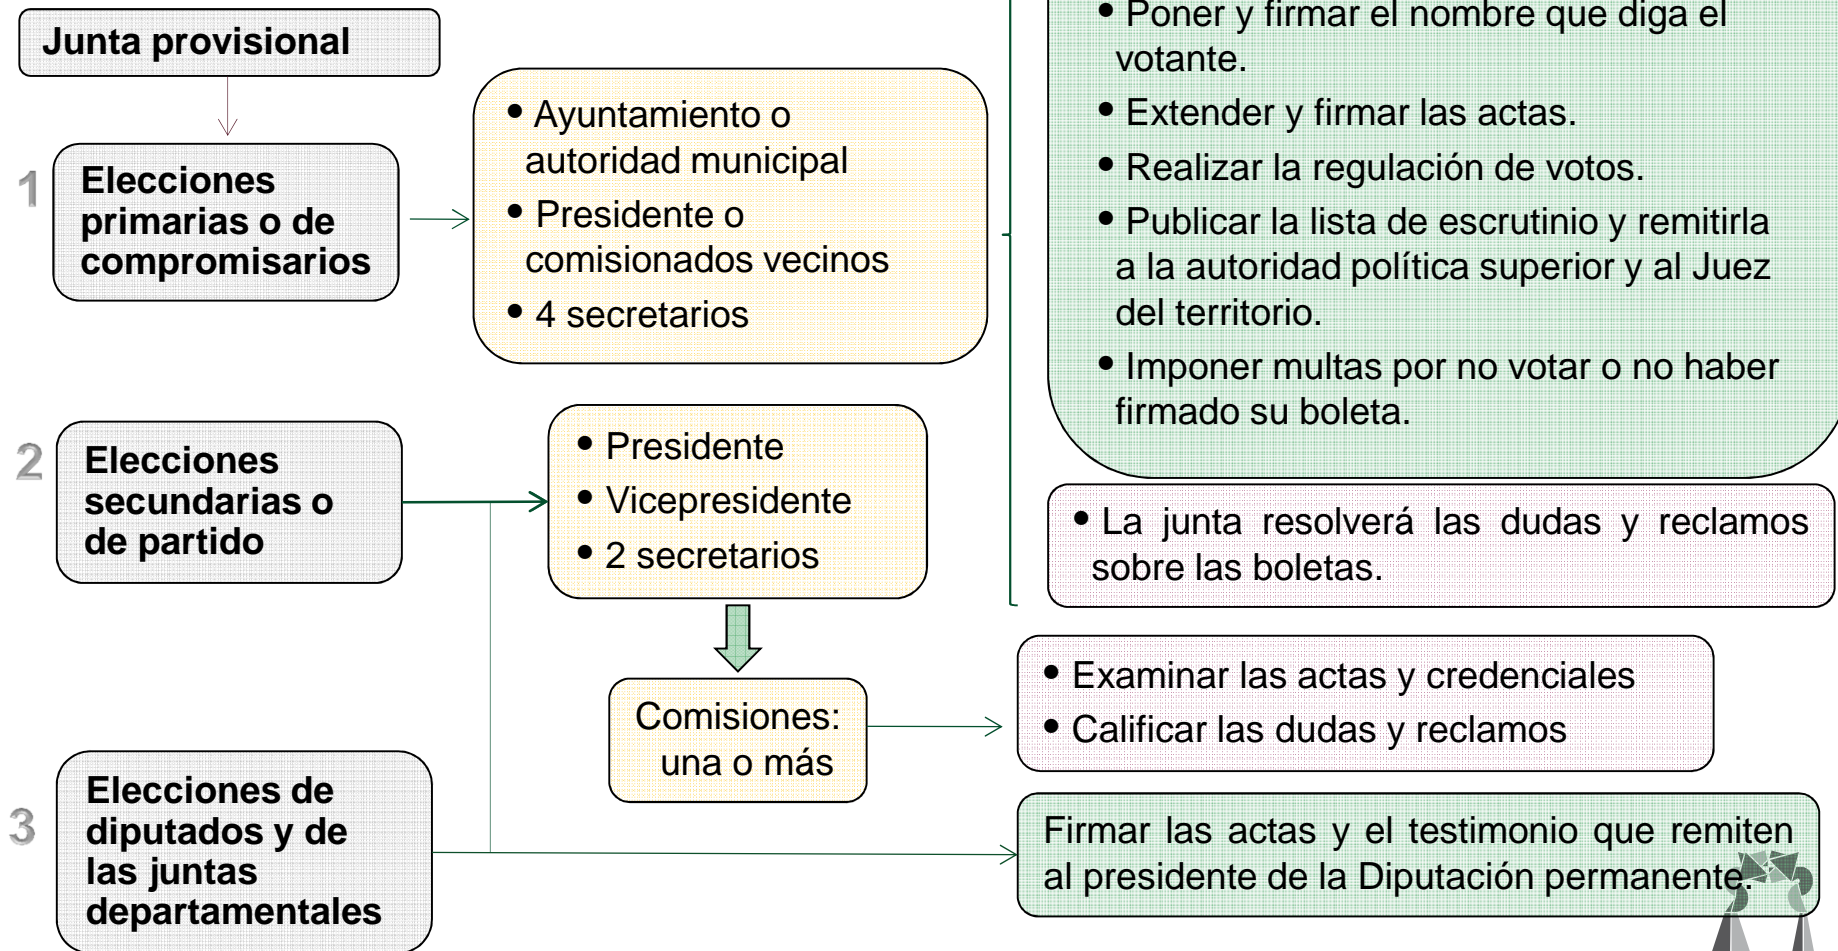 Junta provisional
1
Elecciones
primarias o de
compromisarios
• Ayuntamiento o
autoridad municipal
• Presidente o
comisionados vecinos
• 4 secretarios
• Poner y firmar el nombre que diga el
votante.
• Extender y firmar las actas.
• Realizar la regulación de votos.
• Publicar la lista de escrutinio y remitirla
a la autoridad política superior y al Juez
del territorio.
• Imponer multas por no votar o no haber
firmado su boleta.
• La junta resolverá las dudas y reclamos
sobre las boletas.
2
Elecciones
secundarias o
de partido
• Presidente
• Vicepresidente
• 2 secretarios
Comisiones:
una o más
• Examinar las actas y credenciales
• Calificar las dudas y reclamos
3
Elecciones de
diputados y de
las juntas
departamentales
Firmar las actas y el testimonio que remiten
al presidente de la Diputación permanente.